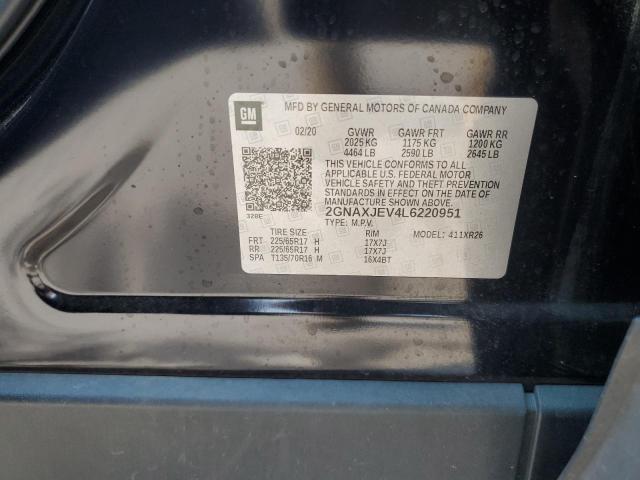 GM
MFD BY GENERAL MOTORS OF CANADA COMPANY
02/20 GVWR GAWR FRT GAWR RR
2025 KG 1175 KG 1200 KG
4464 LB 2590 LB 2645 LB
THIS VEHICLE CONFORMS TO ALL
APPLICABLE U.S. FEDERAL MOTOR
VEHICLE SAFETY AND THEFT PREVENTION
STANDARDS IN EFFECT ON THE DATE OF
MANUFACTURE SHOWN ABOVE.
328E 2GNAXJEV4L6220951
TYPE: M.P.V.
TIRE SIZE RIM MODEL: 411XR26
FRT 225/65R17 H 17X7J
RR 225/65R17 H 17X7J
SPA T135/70R16 M 16X4BT